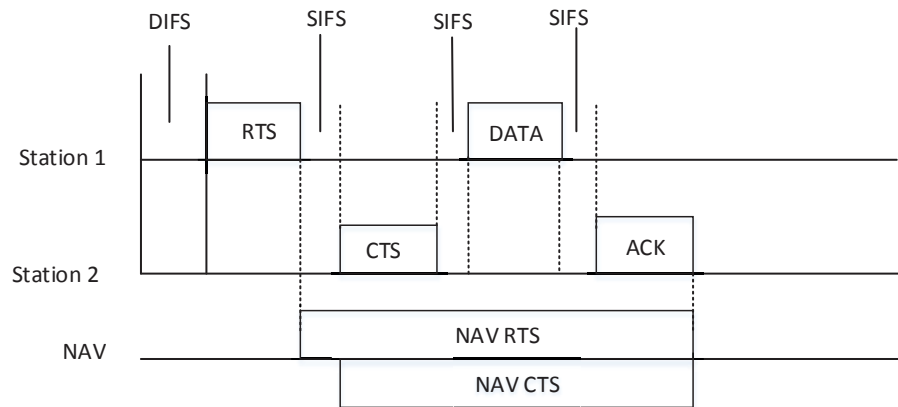 DIFS
SIFS
SIFS
SIFS
RTS
DATA
Station 1
CTS
ACK
Station 2
NAV RTS
NAV
NAV CTS